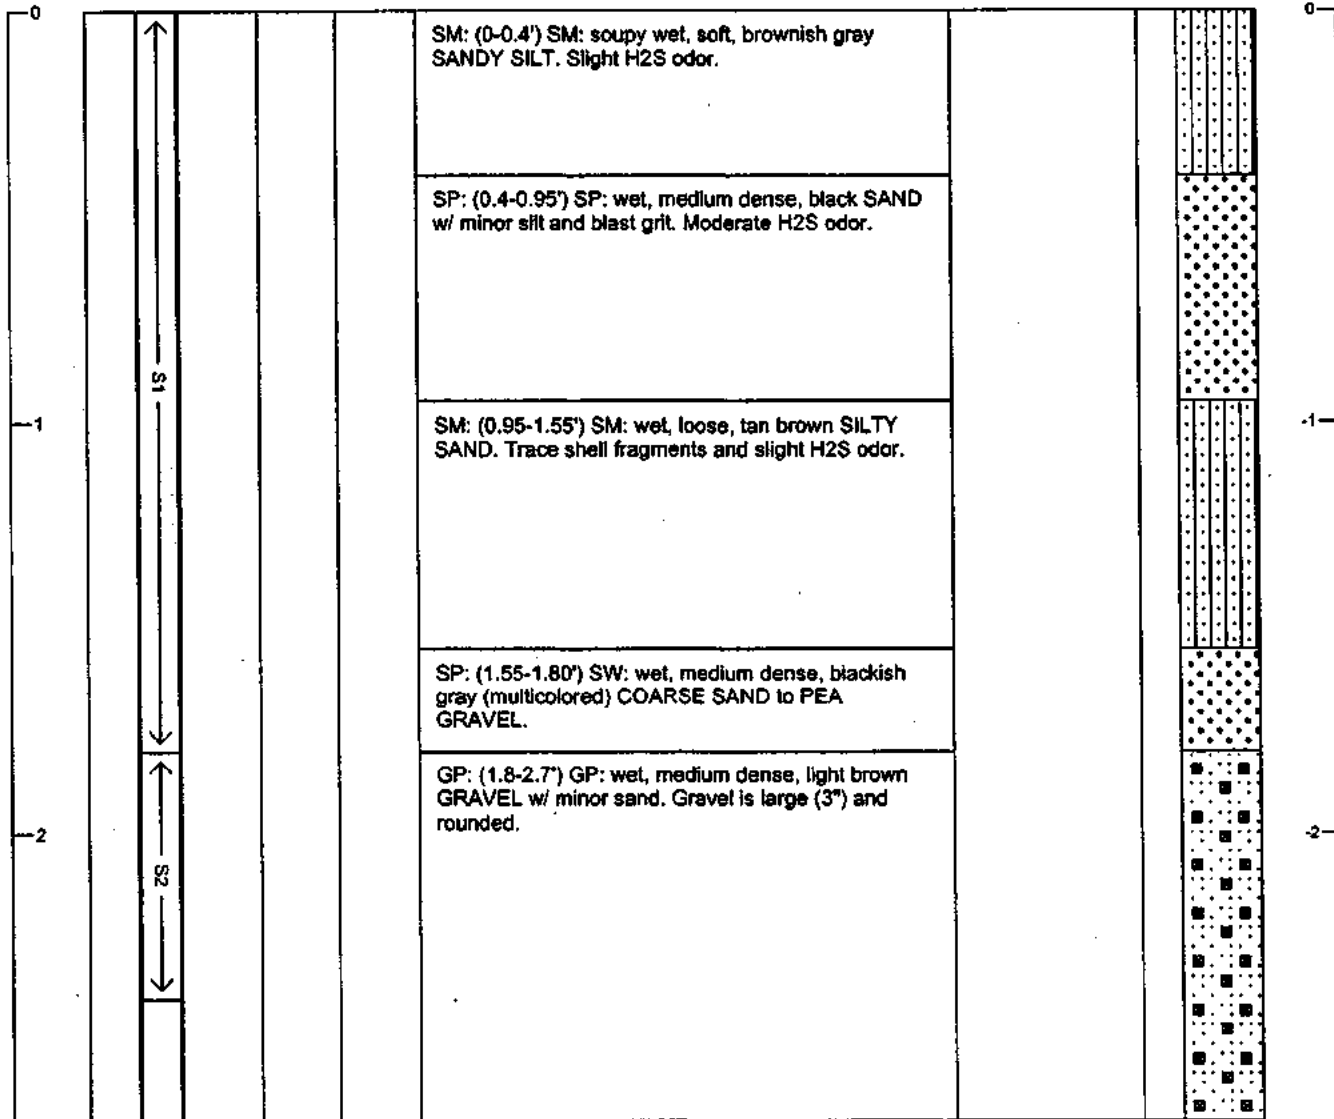 0
0
SM: (0-0.4') SM: soupy wet, soft, brownish gray
SANDY SILT. Slight H2S odor.
SP: (0.4-0.95') SP: wet, medium dense, black SAND
w/ minor silt and blast grit. Moderate H2S odor.
S1
1
-1
SM: (0.95-1.55') SM: wet, loose, tan brown SILTY
SAND. Trace shell fragments and slight H2S odor.
SP: (1.55-1.80') SW: wet, medium dense, blackish
gray (multicolored) COARSE SAND to PEA
GRAVEL.
GP: (1.8-2.7') GP: wet, medium dense, light brown
GRAVEL w/ minor sand. Gravel is large (3") and
rounded.
2
-2
S2